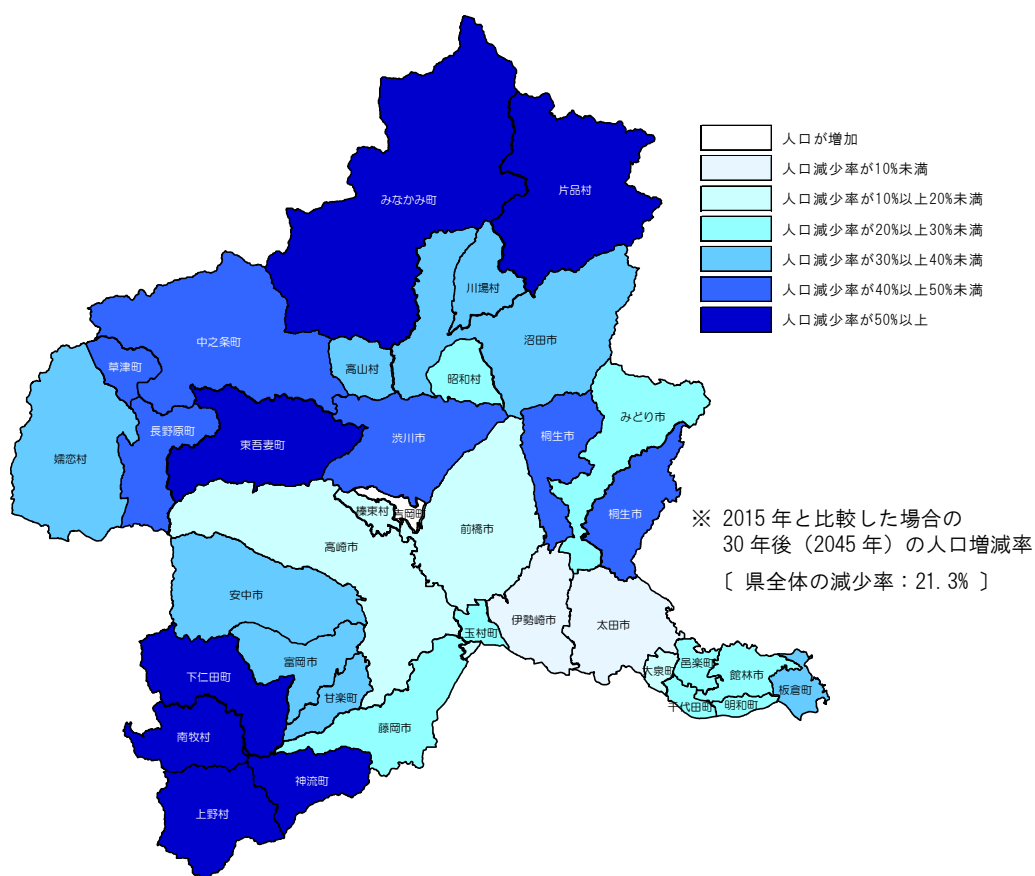 人口が増加
人口減少率が10%未満
人口減少率が10%以上20%未満
人口減少率が20%以上30%未満
人口減少率が30%以上40%未満
人口減少率が40%以上50%未満
人口減少率が50%以上
みなかみ町
片品村
川場村
沼田市
中之条町
草津町
高山村
昭和村
みどり市
長野原町
東吾妻町
渋川市
桐生市
嬬恋村
榛東村
吉岡町
前橋市
桐生市
高崎市
※ 2015年と比較した場合の
30年後（2045年）の人口増減率
〔 県全体の減少率：21.3% 〕
安中市
玉村町
伊勢崎市
太田市
富岡市
下仁田町
甘楽町
大泉町
邑楽町
館林市
板倉町
千代田町
明和町
藤岡市
南牧村
神流町
上野村